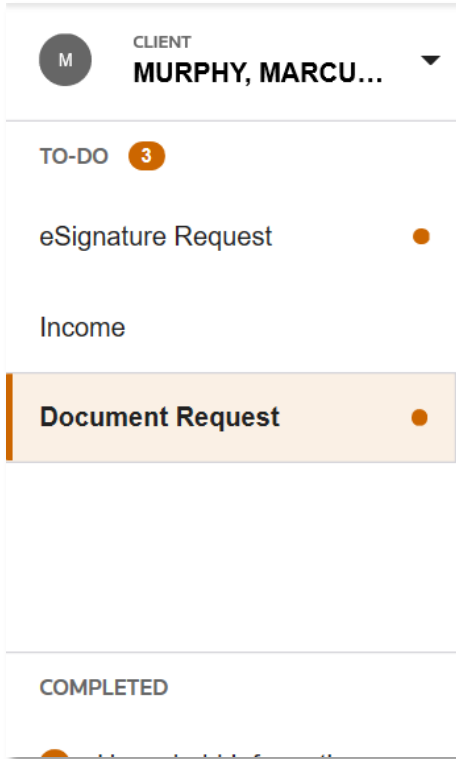 M
CLIENT
MURPHY, MARCU...
TO-DO 3
eSignature Request
Income
Document Request
COMPLETED